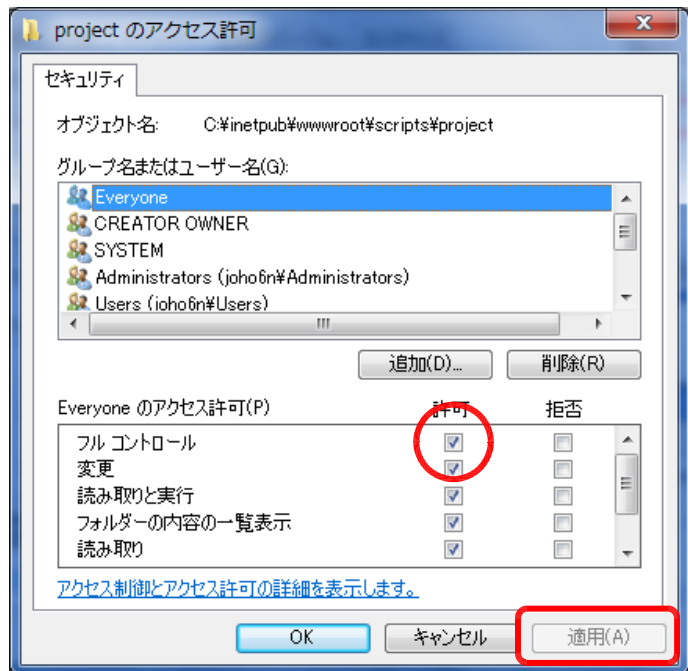 project のアクセス許可
セキュリティ
オブジェクト名: C:¥inetpub¥wwwroot¥scripts¥project
グループ名またはユーザー名(G):
Everyone
CREATOR OWNER
SYSTEM
Administrators (joho6n¥Administrators)
Users (joho6n¥Users)
追加(D)... 削除(R)
Everyone のアクセス許可(P) 許可 拒否
フル コントロール
変更
読み取りと実行
フォルダーの内容の一覧表示
読み取り
アクセス制御とアクセス許可の詳細を表示します。
OK キャンセル 適用(A)